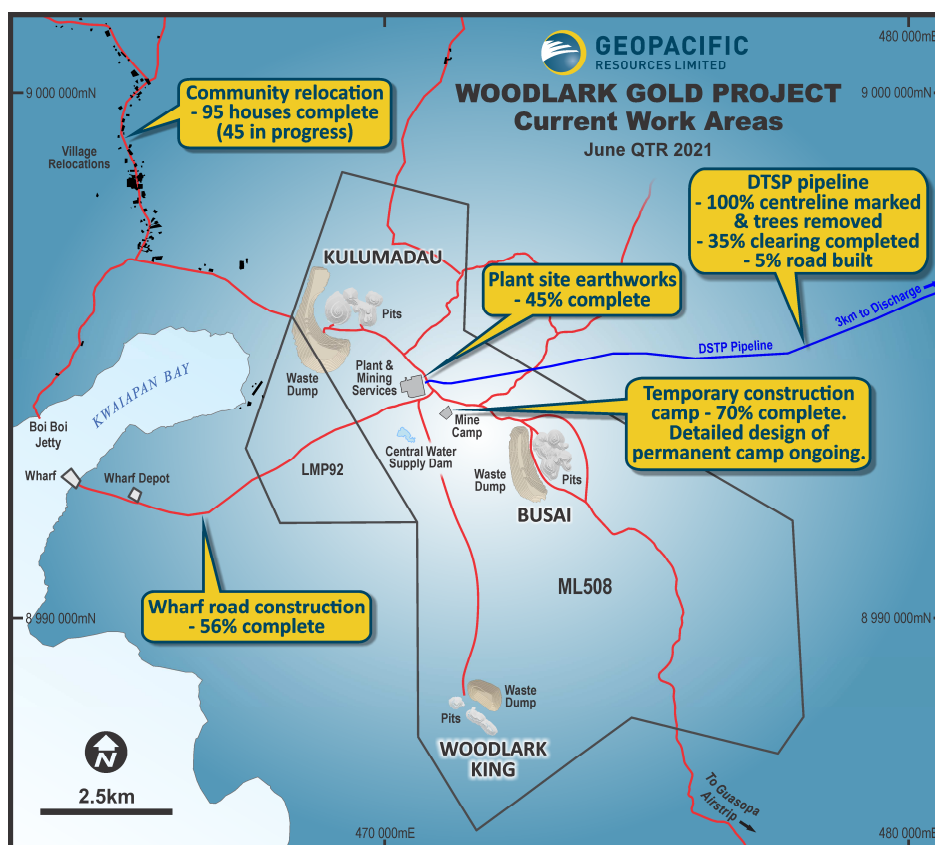 GEOPACIFIC
RESOURCES LIMITED
WOODLARK GOLD PROJECT
Current Work Areas
June QTR 2021
480 000mE
9 000 000mN
9 000 000mN
Community relocation
- 95 houses complete
(45 in progress)
Village
Relocations
DTSP pipeline
- 100% centreline marked
& trees removed
- 35% clearing completed
- 5% road built
KULUMADAU
Plant site earthworks
- 45% complete
Pits
3km to Discharge
DSTP Pipeline
Waste
Dump
Plant &
Mining
Services
KWAIAPAN BAY
Boi Boi
Jetty
Temporary construction
camp - 70% complete.
Detailed design of
permanent camp ongoing.
Mine
Camp
Central Water
Supply Dam
Wharf
Wharf Depot
LMP92
Waste
Dump
Pits
BUSAI
ML508
Wharf road construction
- 56% complete
8 990 000mN
8 990 000mN
Waste
Dump
Pits
WOODLARK
KING
N
2.5km
To Guasopa
Airstrip
470 000mE
480 000mE